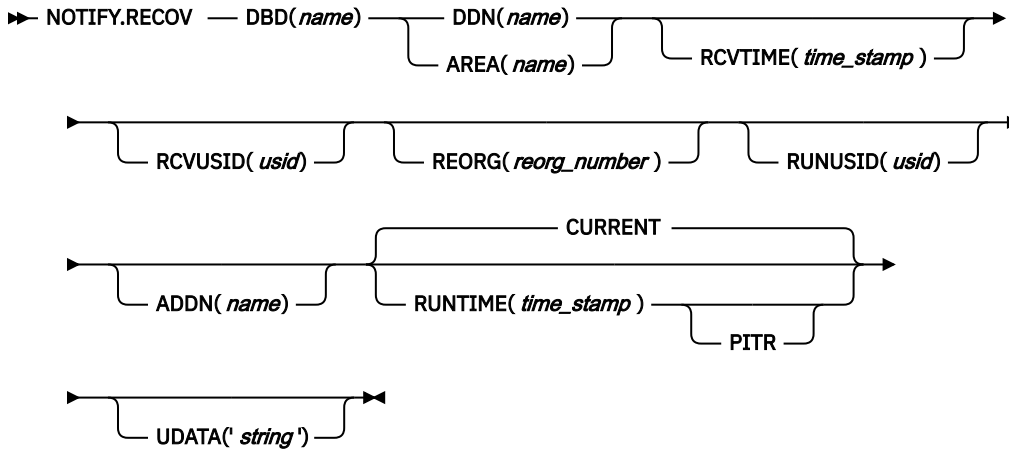 NOTIFY.RECOV DBD(name) DDN(name)
AREA(name) RCVTIME(time_stamp)
RCVUSID(usid) REORG(reorg_number) RUNUSID(usid)
CURRENT
ADDN(name) RUNTIME(time_stamp)
PITR
UDATA('string')